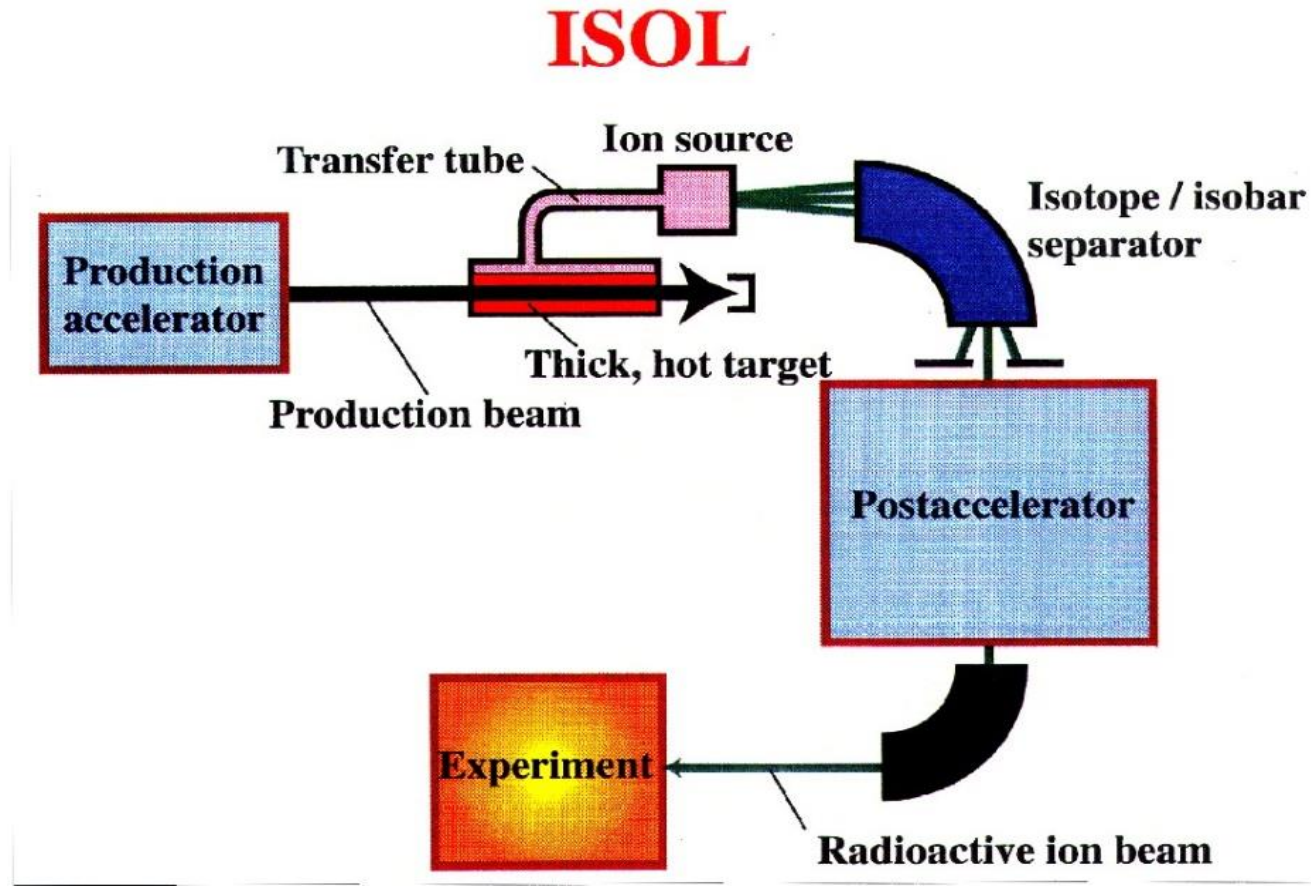 ISOL
Ion source
Transfer tube
Isotope / isobar
separator
Production
accelerator
Thick, hot target
Production beam
Postaccelerator
Experiment
Radioactive ion beam